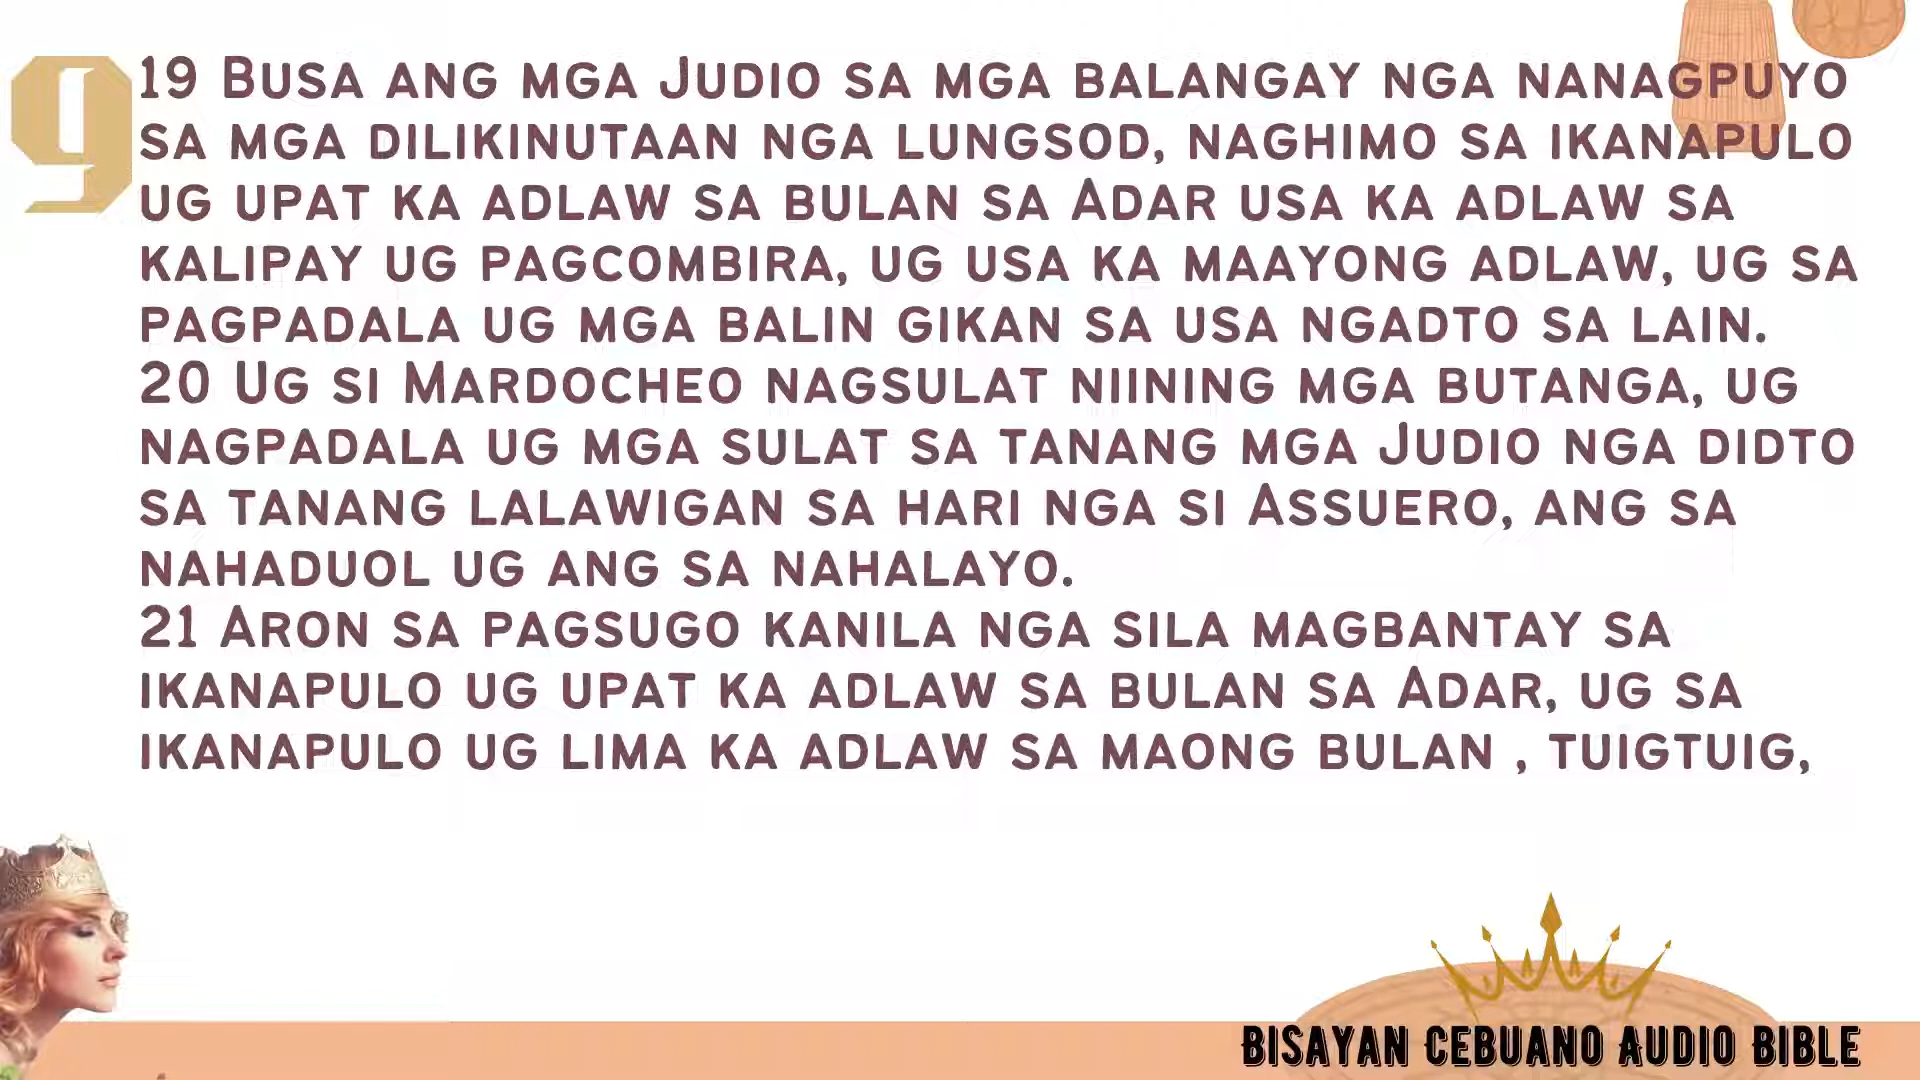 9
19 Busa ang mga Judio sa mga balangay nga nanagpuyo
sa mga dilikinutaan nga lungsod, naghimo sa ikanapulo
ug upat ka adlaw sa bulan sa Adar usa ka adlaw sa
kalipay ug pagcombira, ug usa ka maayong adlaw, ug sa
pagpadala ug mga balin gikan sa usa ngadto sa lain.
20 Ug si Mardocheo nagsulat niining mga butanga, ug
nagpadala ug mga sulat sa tanang mga Judio nga didto
sa tanang lalawigan sa hari nga si Assuero, ang sa
nahaduol ug ang sa nahalayo.
21 Aron sa pagsugo kanila nga sila magbantay sa
ikanapulo ug upat ka adlaw sa bulan sa Adar, ug sa
ikanapulo ug lima ka adlaw sa maong bulan , tuigtuig,
BISAYAN CEBUANO AUDIO BIBLE